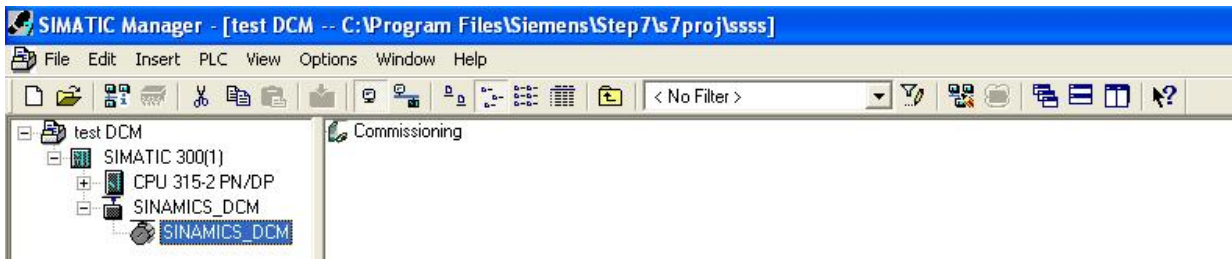 SIMATIC Manager - [test DCM -- C:\Program Files\Siemens\Step7\s7proj\ssss]
File Edit Insert PLC View Options Window Help
< No Filter >
test DCM
Commissioning
SIMATIC 300(1)
CPU 315-2 PN/DP
SINAMICS_DCM
SINAMICS_DCM